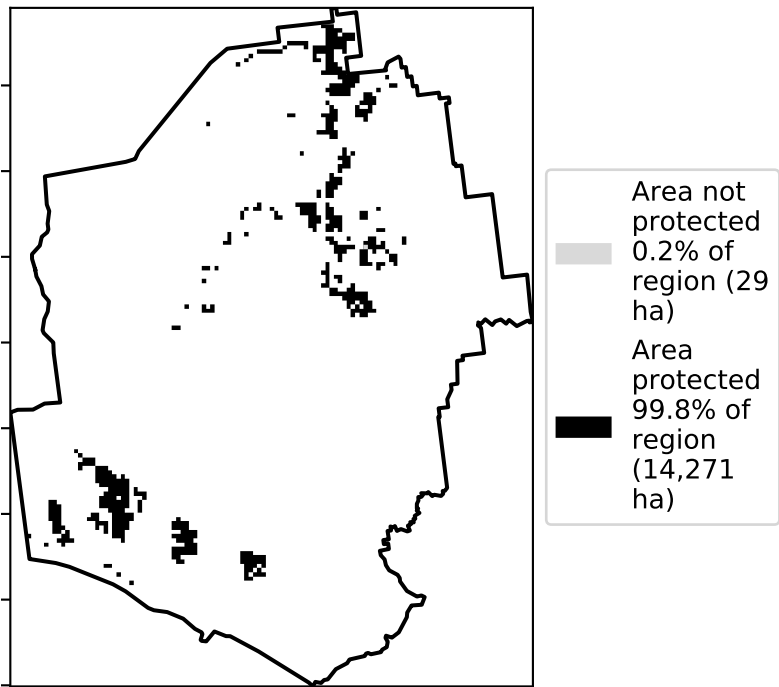 Area not
protected
0.2% of
region (29
ha)
Area
protected
99.8% of
region
(14,271
ha)